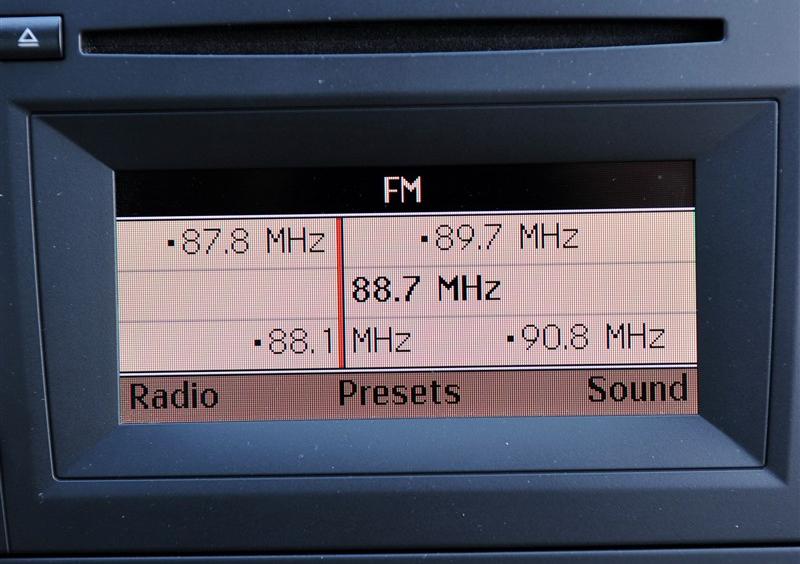 FM
▪87.8 MHz ▪89.7 MHz
88.7 MHz
▪88.1 MHz ▪90.8 MHz
Radio Presets Sound